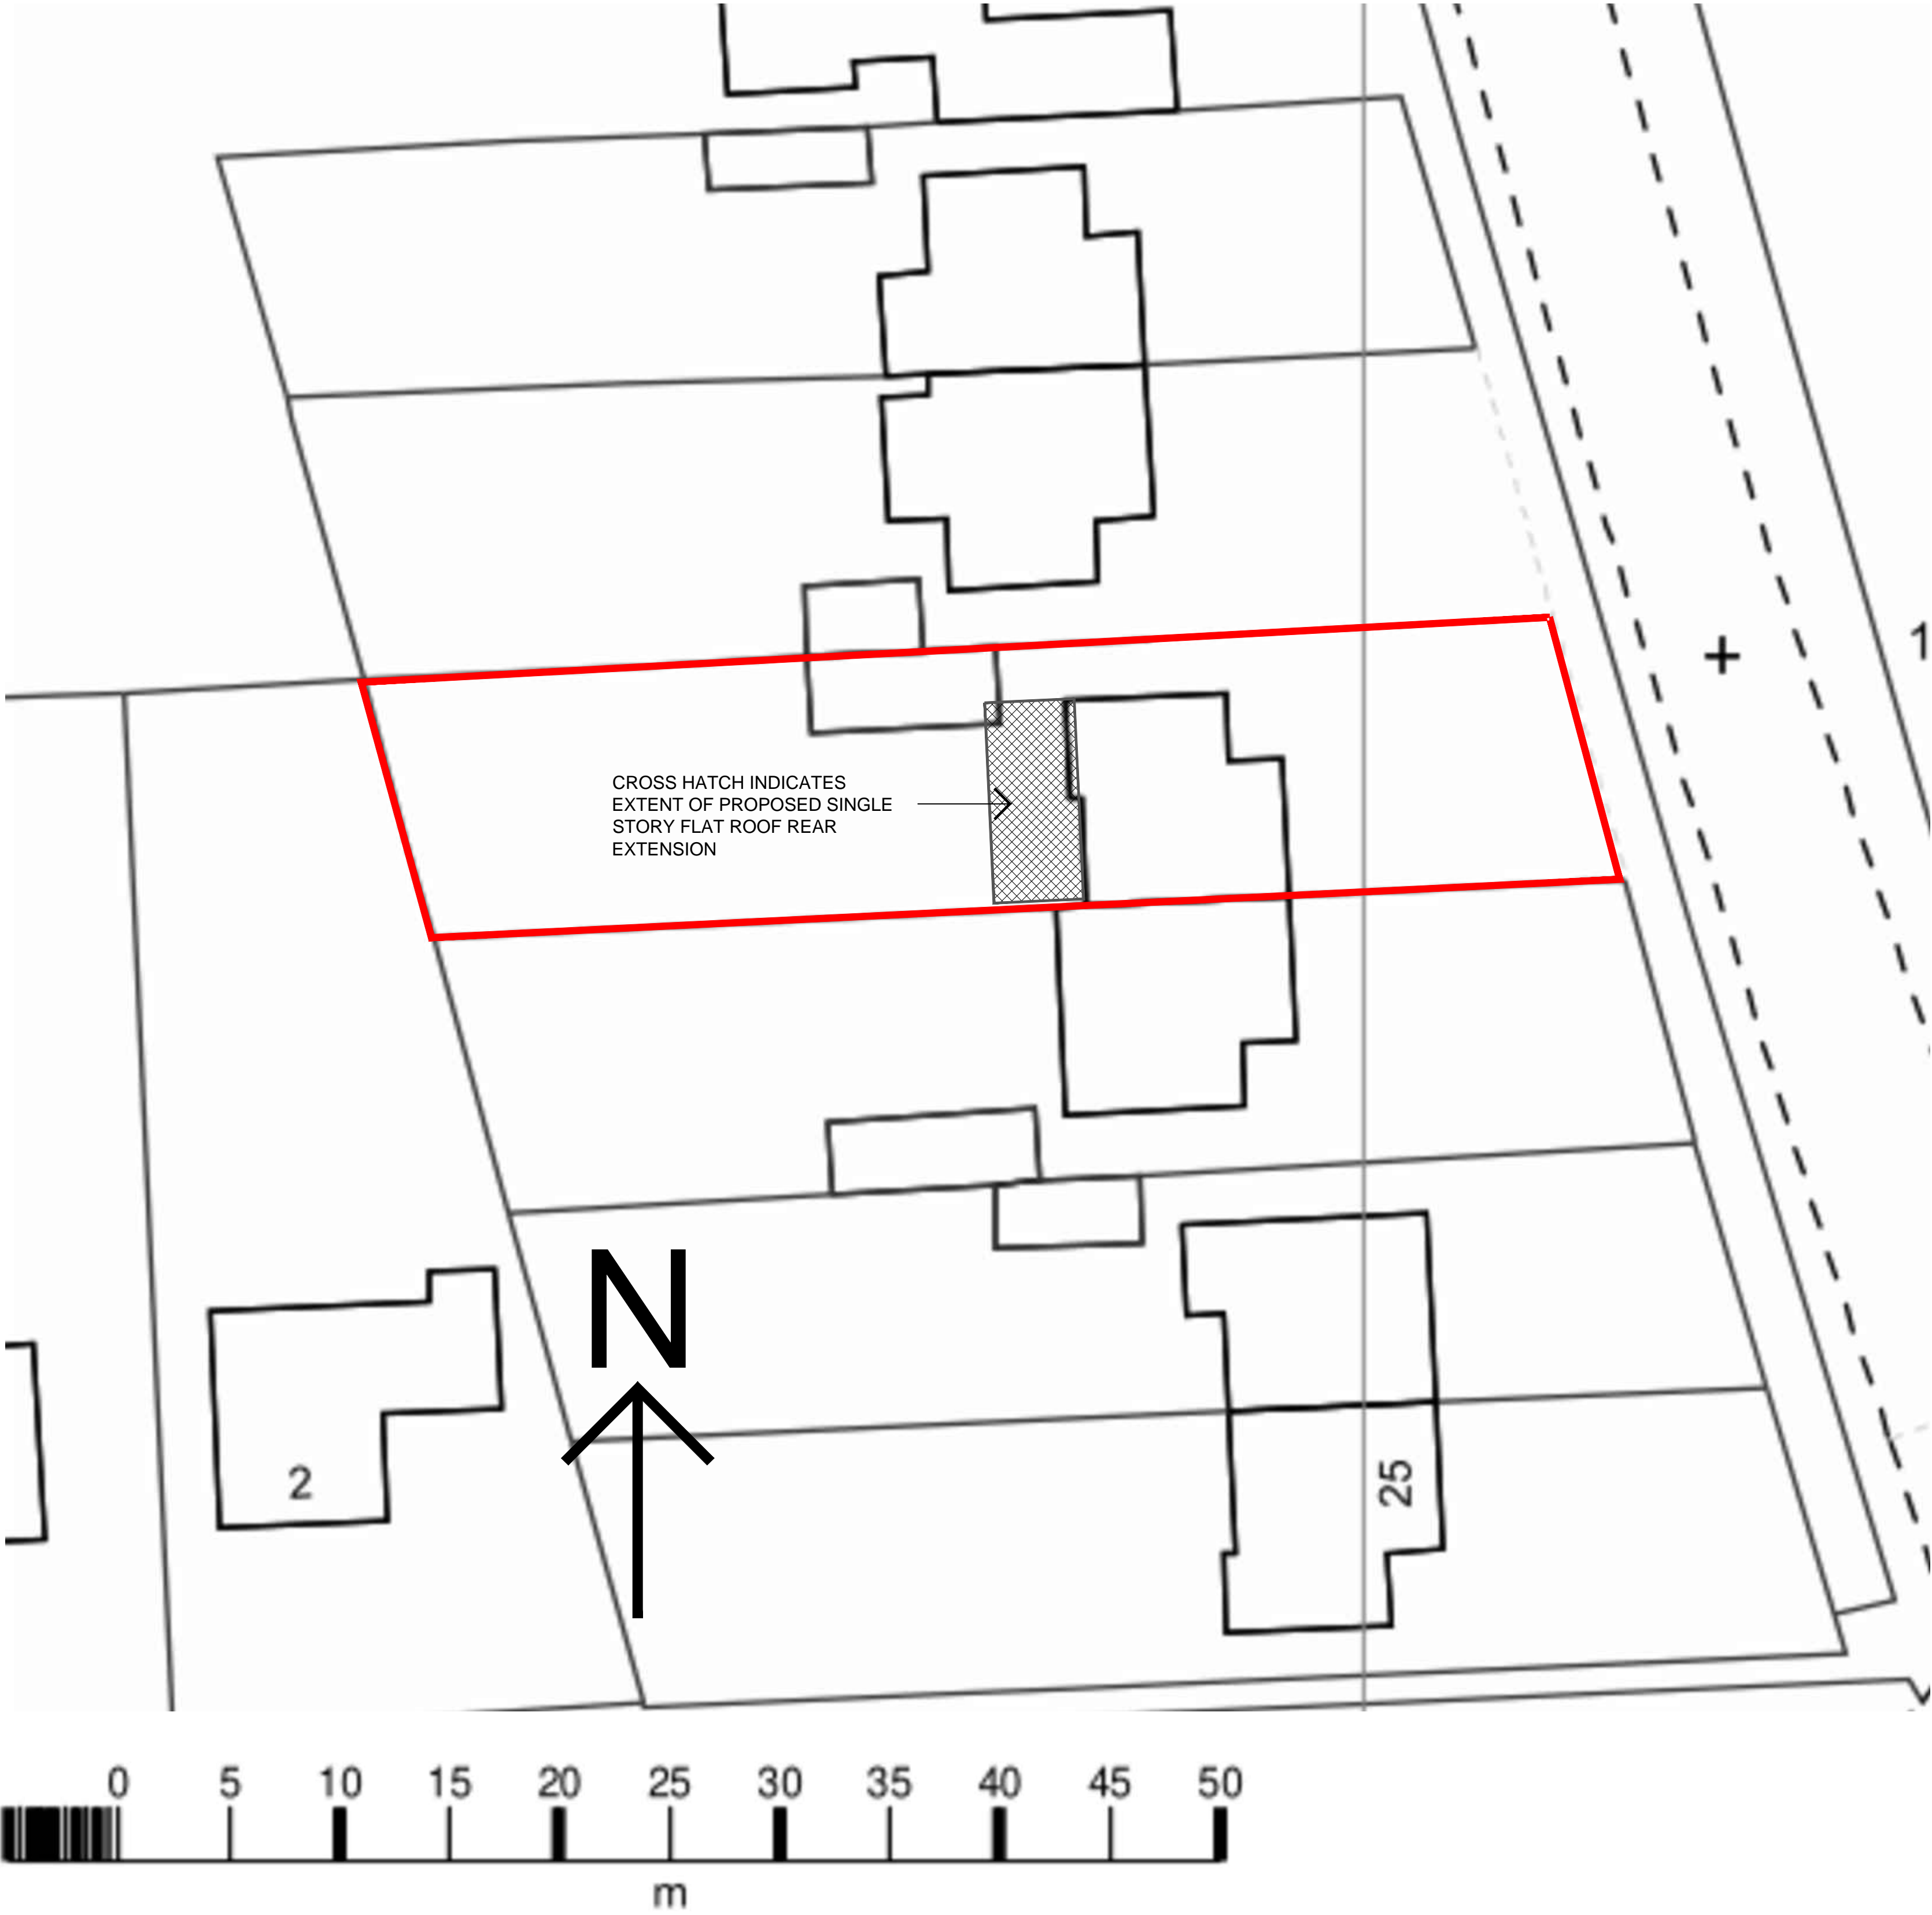 1
CROSS HATCH INDICATES
EXTENT OF PROPOSED SINGLE
STORY FLAT ROOF REAR
EXTENSION
N
2
25
0 5 10 15 20 25 30 35 40 45 50
m